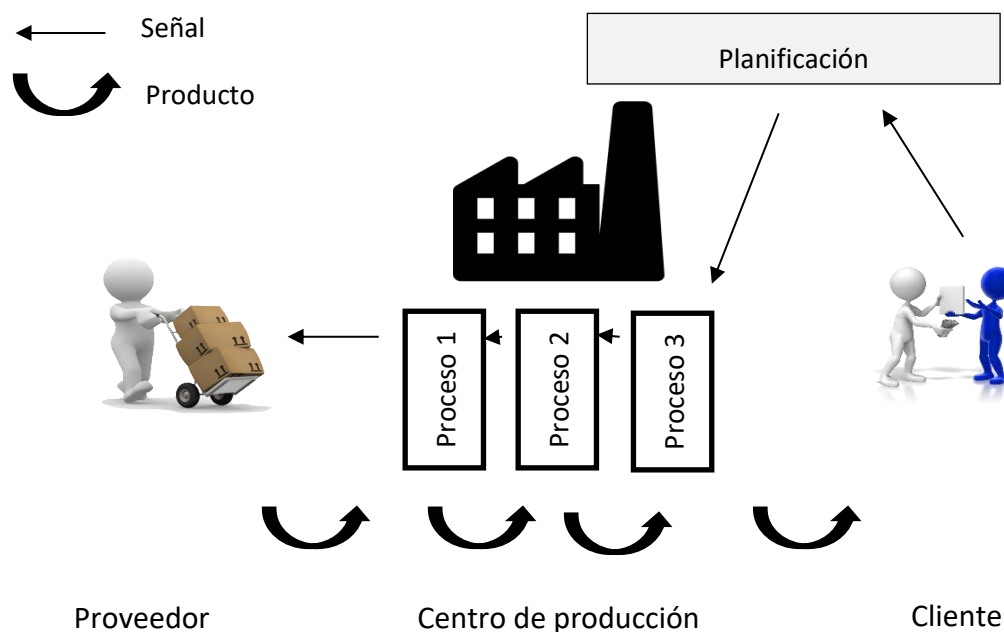 Señal
Producto
Planificación
Proceso 1
Proceso 2
Proceso 3
Proveedor
Centro de producción
Cliente